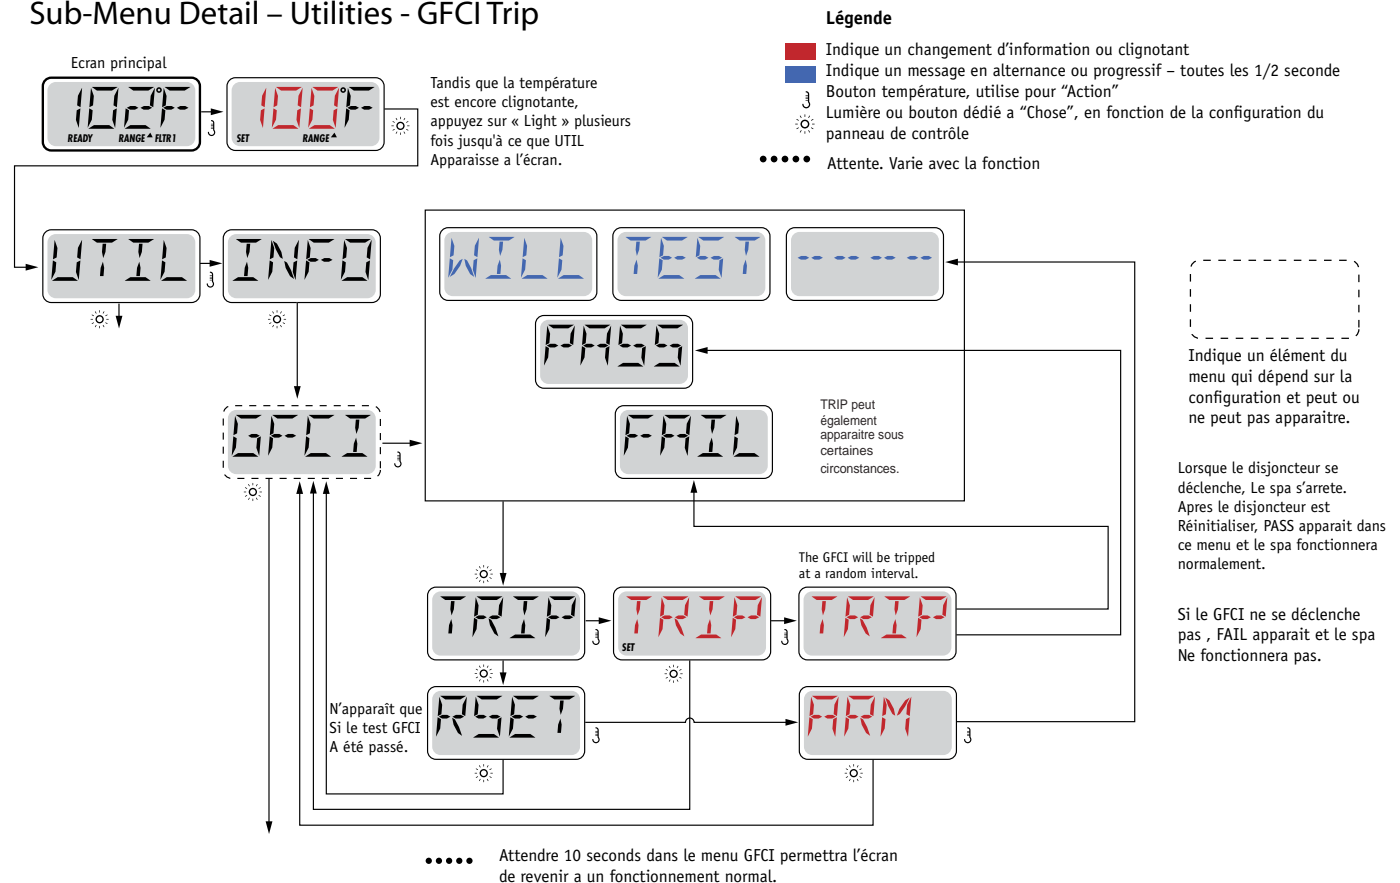 Sub-Menu Detail – Utilities - GFCI Trip
Légende
Indique un changement d'information ou clignotant
Indique un message en alternance ou progressif – toutes les 1/2 seconde
Bouton température, utilise pour "Action"
Lumière ou bouton dédié a "Chose", en fonction de la configuration du
panneau de contrôle
Attente. Varie avec la fonction
Ecran principal
102°F
READY RANGE FLTR1
100°F
SET RANGE
Tandis que la température
est encore clignotante,
appuyez sur « Light » plusieurs
fois jusqu'à ce que UTIL
Apparaisse a l'écran.
UTIL
INFO
WILL
TEST
-- -- -- --
PASS
FAIL
TRIP peut
également
apparaitre sous
certaines
circonstances.
GFCI
Indique un élément du
menu qui dépend sur la
configuration et peut ou
ne peut pas apparaitre.
Lorsque le disjoncteur se
déclenche, Le spa s'arrete.
Apres le disjoncteur est
Réinitialiser, PASS apparait dans
ce menu et le spa fonctionnera
normalement.
Si le GFCI ne se déclenche
pas , FAIL apparait et le spa
Ne fonctionnera pas.
The GFCI will be tripped
at a random interval.
TRIP
TRIP
SET
TRIP
N'apparaît que
Si le test GFCI
A été passé.
RSET
ARM
Attendre 10 seconds dans le menu GFCI permettra l'écran
de revenir a un fonctionnement normal.